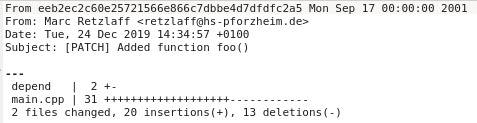 From eeb2ec2c60e25721566e866c7dbbe4d7dfdfc2a5 Mon Sep 17 00:00:00 2001
From: Marc Retzlaff <retzlaff@hs-pforzheim.de>
Date: Tue, 24 Dec 2019 14:34:57 +0100
Subject: [PATCH] Added function foo()
---
depend   |  2 +-
main.cpp | 31 +++++++++++++++++++------------
2 files changed, 20 insertions(+), 13 deletions(-)